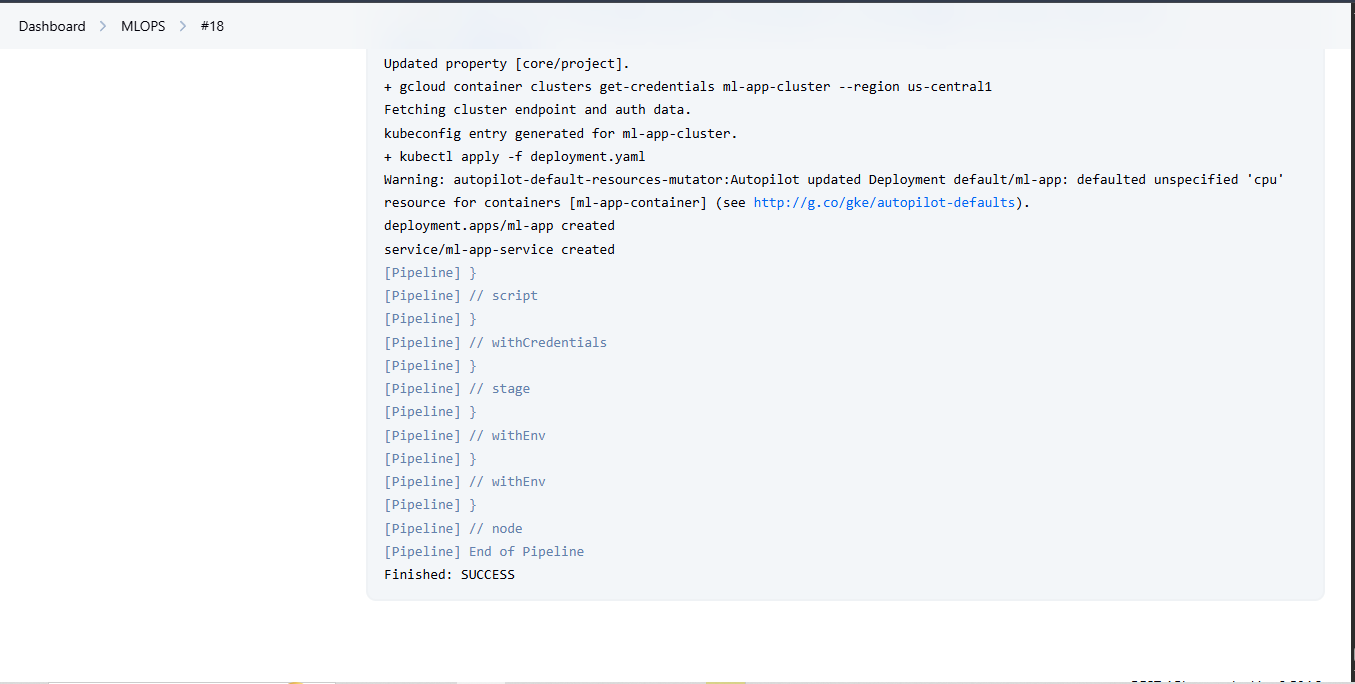 Dashboard > MLOPS > #18
Updated property [core/project].
+ gcloud container clusters get-credentials ml-app-cluster --region us-central1
Fetching cluster endpoint and auth data.
kubeconfig entry generated for ml-app-cluster.
+ kubectl apply -f deployment.yaml
Warning: autopilot-default-resources-mutator:Autopilot updated Deployment default/ml-app: defaulted unspecified 'cpu'
resource for containers [ml-app-container] (see http://g.co/gke/autopilot-defaults).
deployment.apps/ml-app created
service/ml-app-service created
[Pipeline] }
[Pipeline] // script
[Pipeline] }
[Pipeline] // withCredentials
[Pipeline] }
[Pipeline] // stage
[Pipeline] }
[Pipeline] // withEnv
[Pipeline] }
[Pipeline] // withEnv
[Pipeline] }
[Pipeline] // node
[Pipeline] End of Pipeline
Finished: SUCCESS